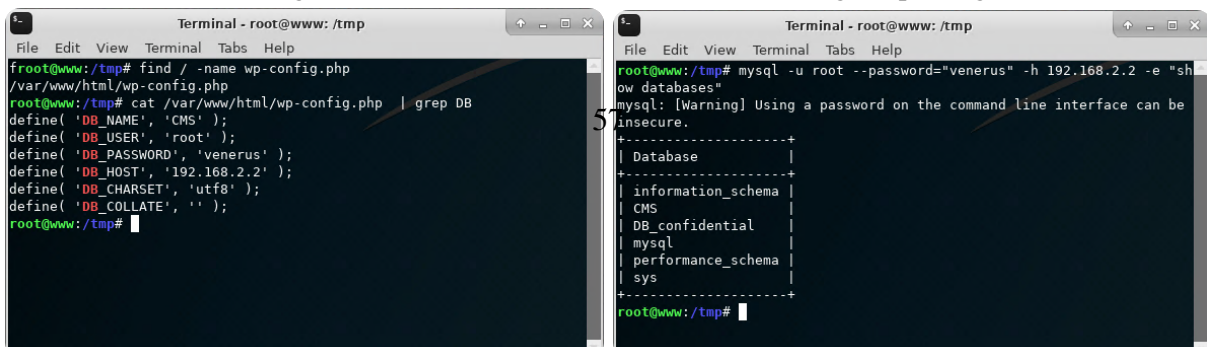 Terminal - root@www: /tmp
File Edit View Terminal Tabs Help
froot@www:/tmp# find / -name wp-config.php
/var/www/html/wp-config.php
root@www:/tmp# cat /var/www/html/wp-config.php  | grep DB
define( 'DB_NAME', 'CMS' );
define( 'DB_USER', 'root' );
define( 'DB_PASSWORD', 'venerus' );
define( 'DB_HOST', '192.168.2.2' );
define( 'DB_CHARSET', 'utf8' );
define( 'DB_COLLATE', '' );
root@www:/tmp#
57
Terminal - root@www: /tmp
File Edit View Terminal Tabs Help
root@www:/tmp# mysql -u root --password="venerus" -h 192.168.2.2 -e "sh
ow databases"
mysql: [Warning] Using a password on the command line interface can be
insecure.
+--------------------+
| Database           |
+--------------------+
| information_schema |
| CMS                |
| DB_confidential    |
| mysql              |
| performance_schema |
| sys                |
+--------------------+
root@www:/tmp#